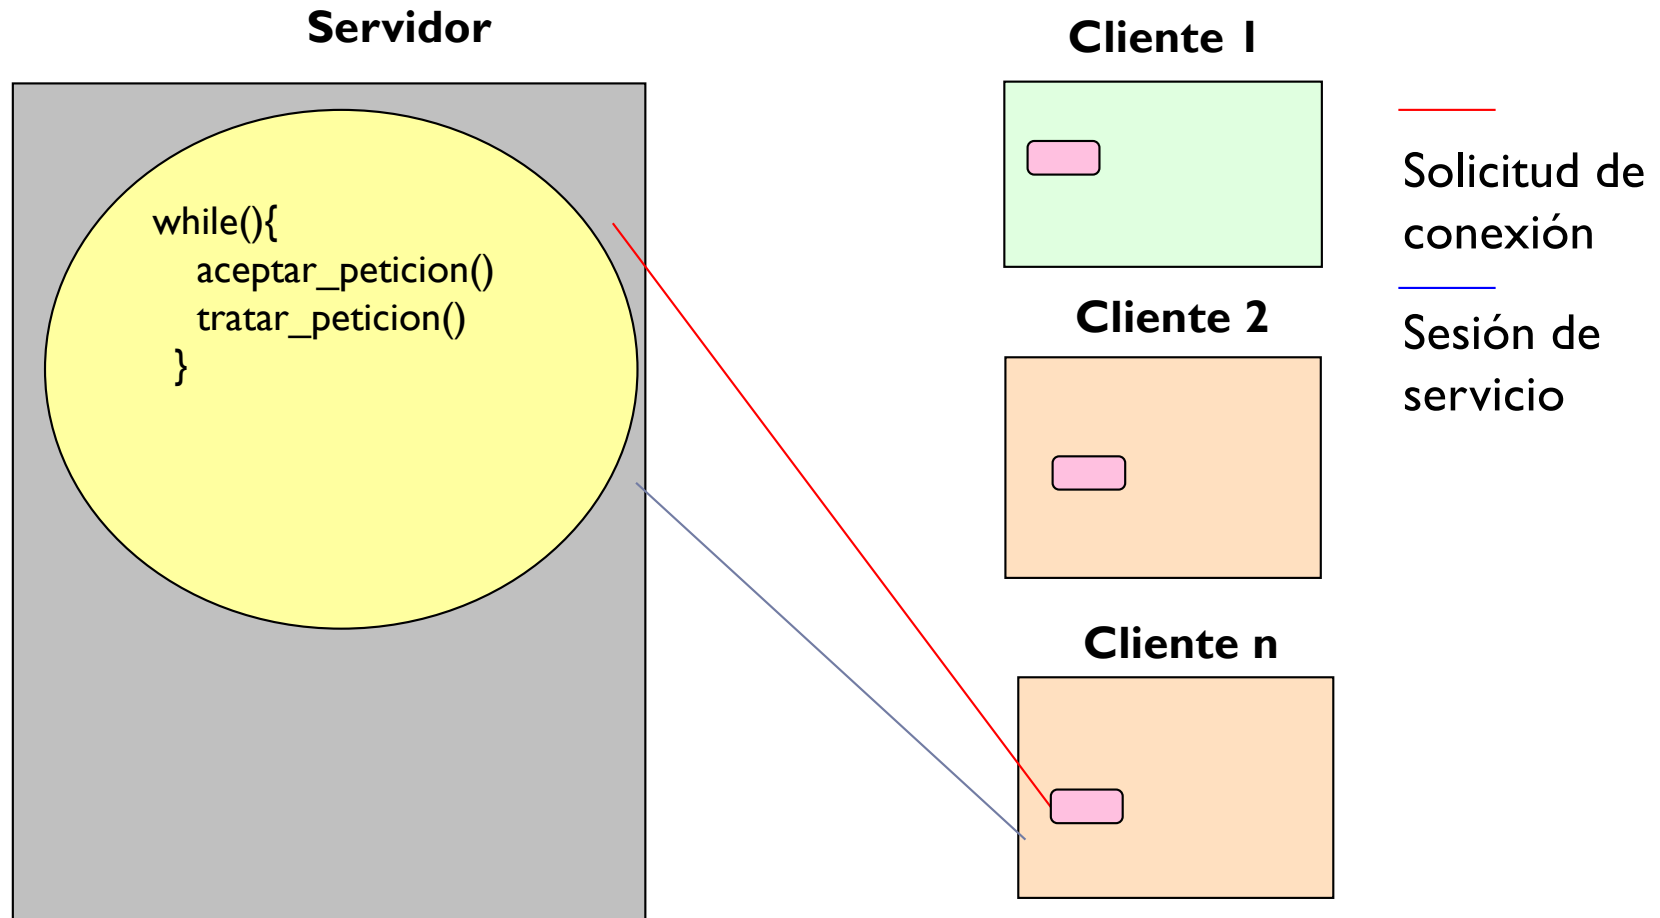 Servidor
while(){
aceptar_peticion()
tratar_peticion()
}
Cliente 1
Cliente 2
Cliente n
Solicitud de
conexión
Sesión de
servicio